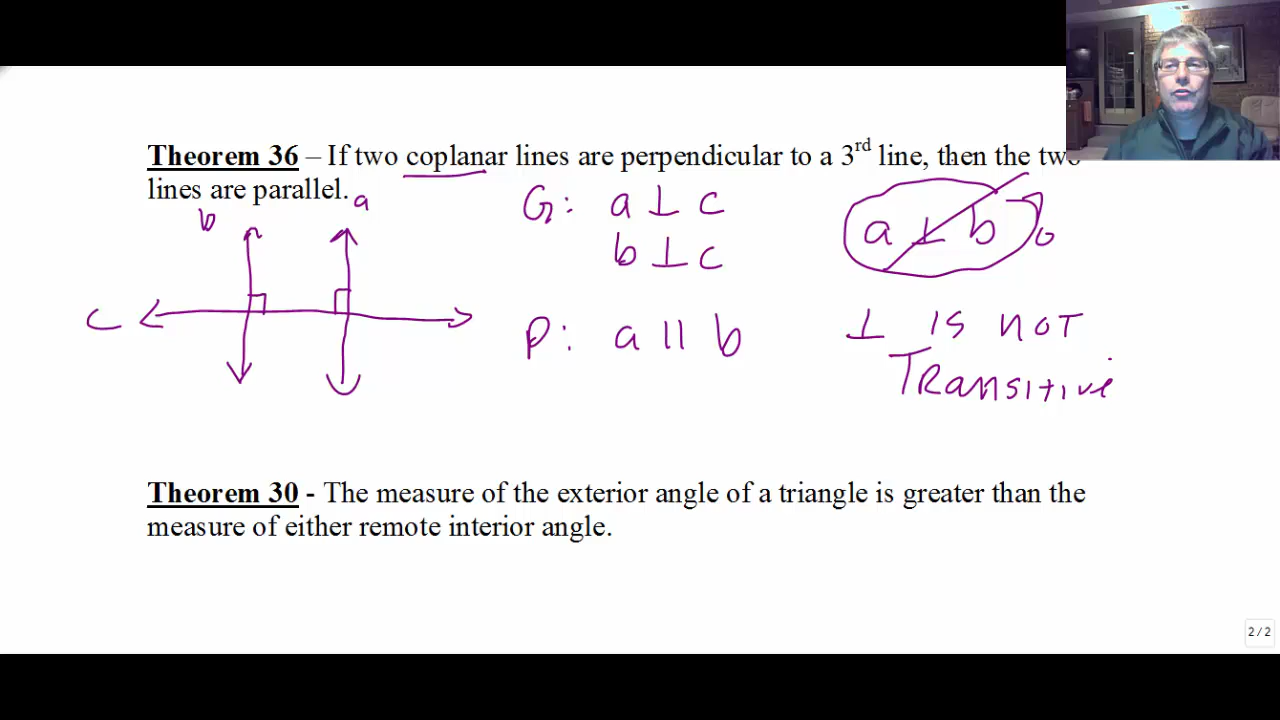 Theorem 36 – If two coplanar lines are perpendicular to a 3rd line, then the two
lines are parallel.
b
a
c
G: a ⊥ c
b ⊥ c
P: a || b
a ⊥ b
⊥ IS NOT
TRANSITIVE
Theorem 30 - The measure of the exterior angle of a triangle is greater than the
measure of either remote interior angle.
2 / 2